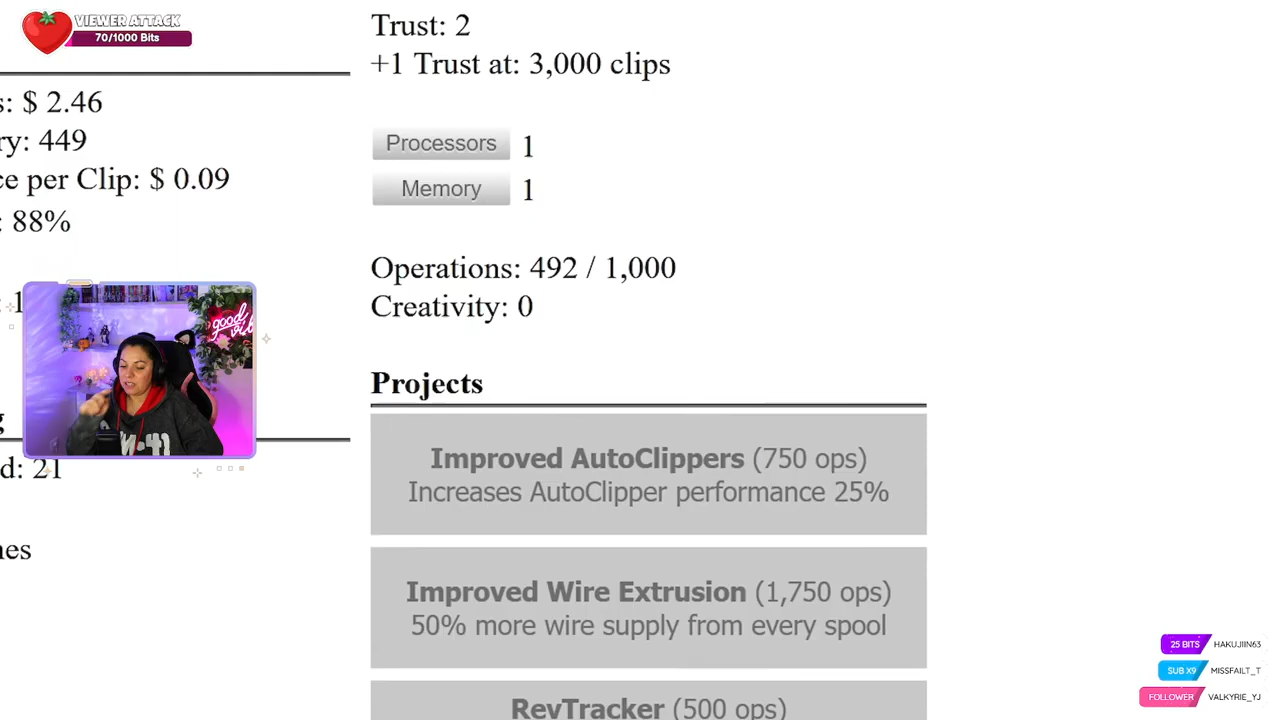 VIEWER ATTACK
70/1000 Bits
s: $ 2.46
ry: 449
ce per Clip: $ 0.09
: 88%
: 1
g
d: 21
nes
good
Trust: 2
+1 Trust at: 3,000 clips
Processors 1
Memory 1
Operations: 492 / 1,000
Creativity: 0
Projects
Improved AutoClippers (750 ops)
Increases AutoClipper performance 25%
Improved Wire Extrusion (1,750 ops)
50% more wire supply from every spool
RevTracker (500 ops)
25 BITS HAKUJIIN63
SUB X9 MISSFAILT_T
FOLLOWER VALKYRIE_YJ